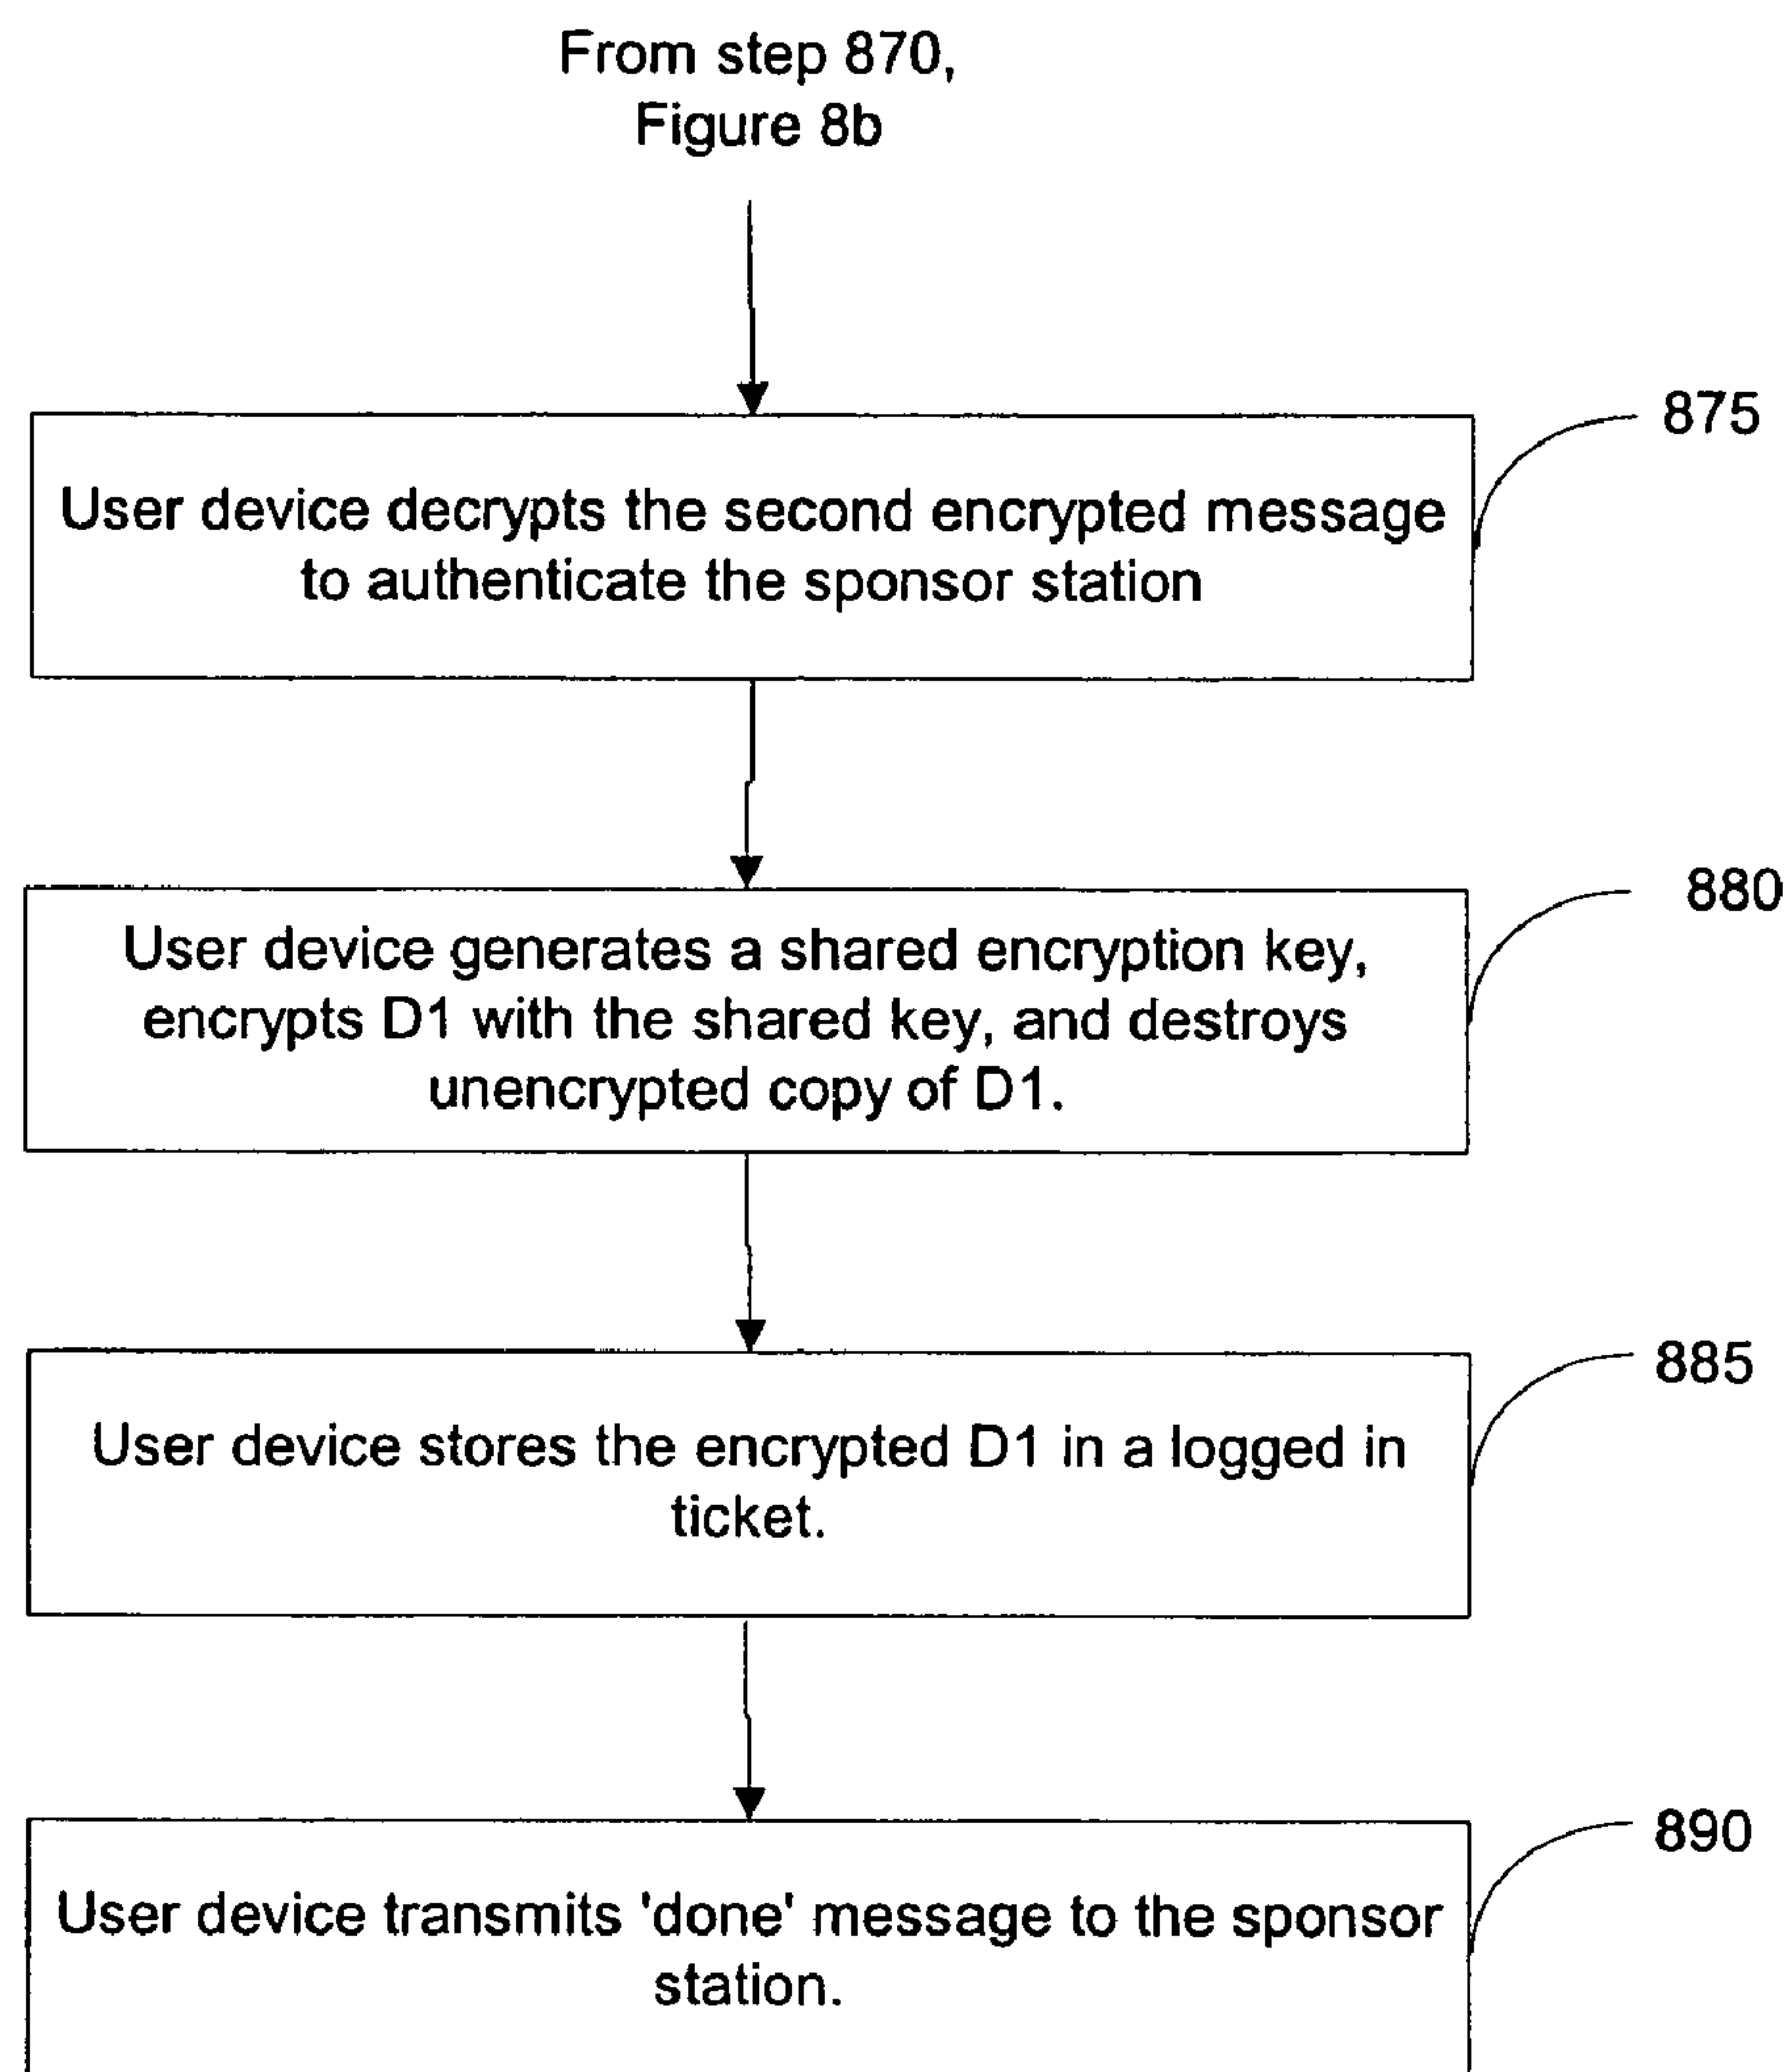 From step 870,
Figure 8b
875
User device decrypts the second encrypted message
to authenticate the sponsor station
880
User device generates a shared encryption key,
encrypts D1 with the shared key, and destroys
unencrypted copy of D1.
885
User device stores the encrypted D1 in a logged in
ticket.
890
User device transmits 'done' message to the sponsor
station.